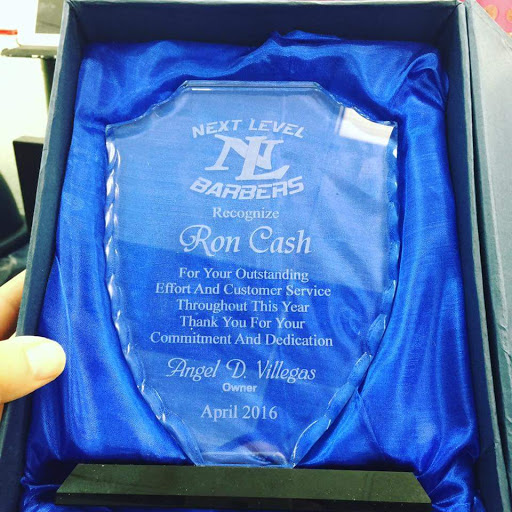 NEXT LEVEL
NL
BARBERS
Recognize
Ron Cash
For Your Outstanding
Effort And Customer Service
Throughout This Year
Thank You For Your
Commitment And Dedication
Angel D. Villegas
Owner
April 2016